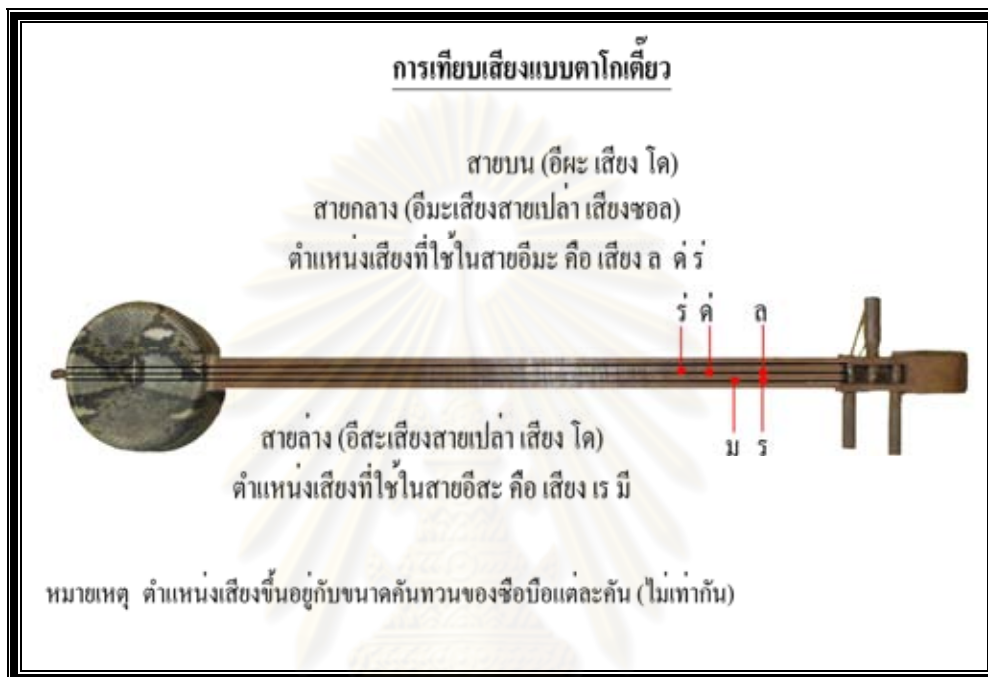 การเทียบเสียงแบบตาโกเตี๊ยว
สายบน (อีผะ เสียง โด)
สายกลาง (อีมะเสียงสายเปล่า เสียงซอล)
ตำแหน่งเสียงที่ใช้ในสายอีมะ คือ เสียง ล ด่ ร่
ร่ ด่ ล
สายล่าง (อีสะเสียงสายเปล่า เสียง โด)
ม ร
ตำแหน่งเสียงที่ใช้ในสายอีสะ คือ เสียง เร มี
หมายเหตุ ตำแหน่งเสียงขึ้นอยู่กับขนาดคันทวนของซือบือแต่ละคัน (ไม่เท่ากัน)